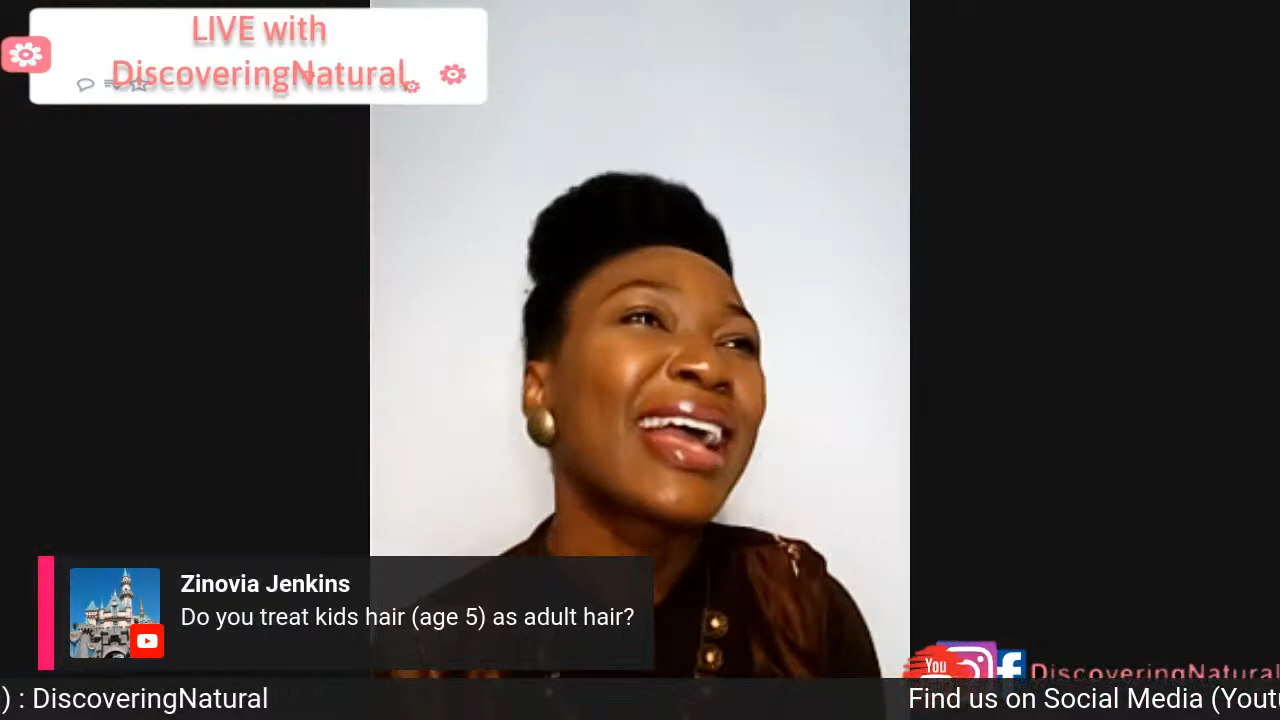 LIVE with
DiscoveringNatural
Zinovia Jenkins
Do you treat kids hair (age 5) as adult hair?
You
DiscoveringNatural
) : DiscoveringNatural
Find us on Social Media (Yout